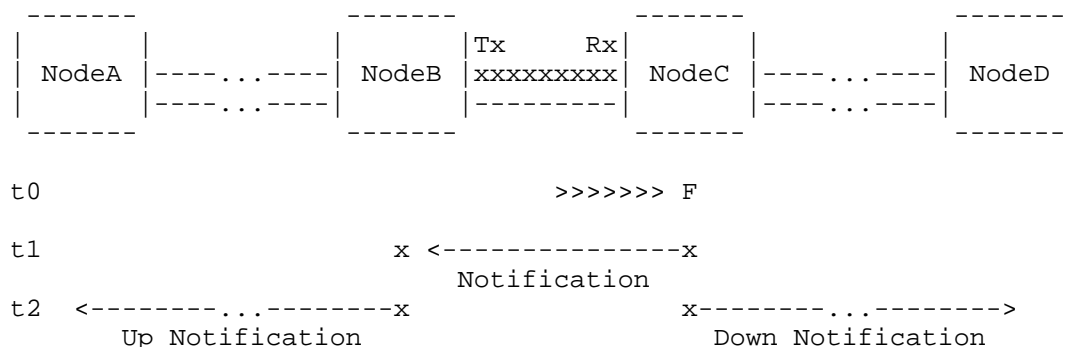 -------               -------            -------              -------
|       |             |       |Tx     Rx|       |            |       |
| NodeA |----...----| NodeB |xxxxxxxxx| NodeC |----...----| NodeD
|       |----...----|       |---------|       |----...----|
 -------               -------            -------              -------
t0                                  >>>>>>> F
t1                         x <---------------x
                              Notification
t2   <--------...--------x                  x--------...-------->
        Up Notification                        Down Notification